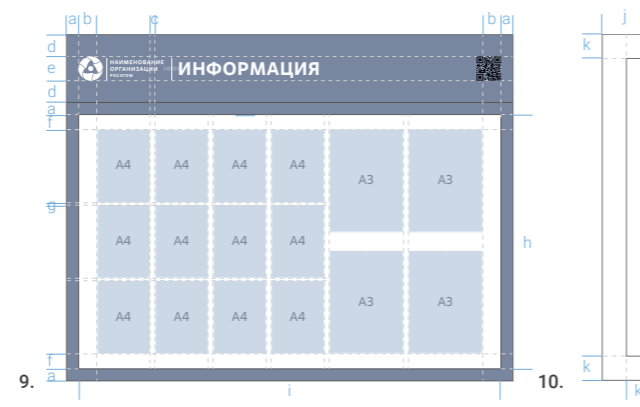 a b c b a j
d
e
d
a
f
НАИМЕНОВАНИЕ
ОРГАНИЗАЦИИ
РОСАТОМ
ИНФОРМАЦИЯ
k
A4 A4 A4 A4 A3 A3
g
A4 A4 A4 A4
h
A4 A4 A4 A4 A3 A3
f
a
k
9.
i
10.
k